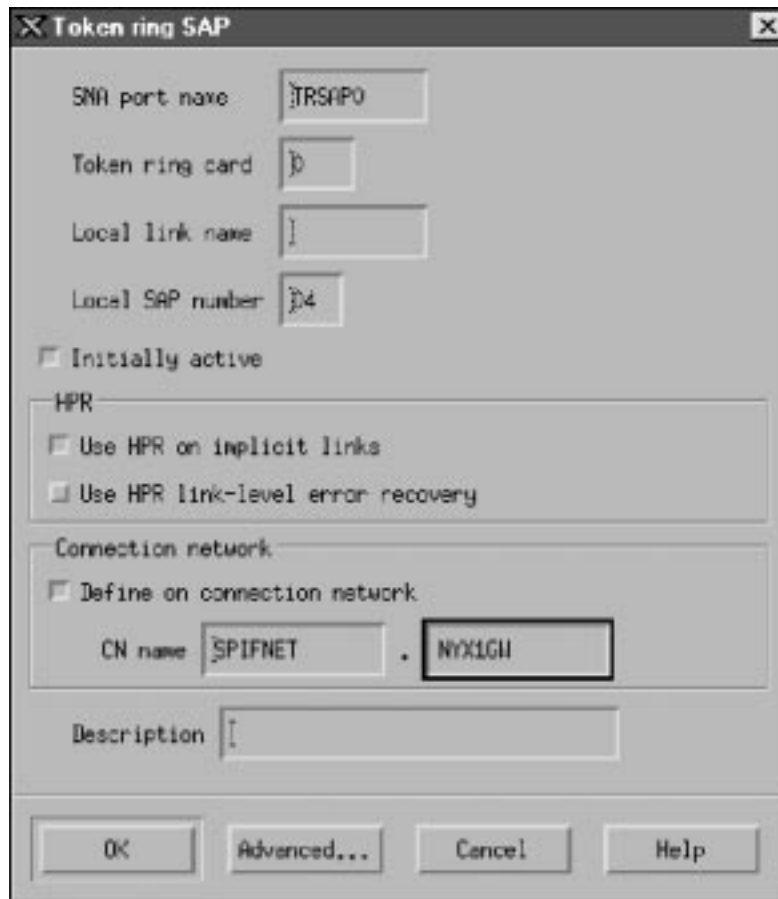 Token ring SAP
SNA port name TRSAP0
Token ring card 0
Local link name
Local SAP number 04
Initially active
HPR
Use HPR on implicit links
Use HPR link-level error recovery
Connection network
Define on connection network
CN name SPIFNET . NYX1GW
Description
OK Advanced... Cancel Help